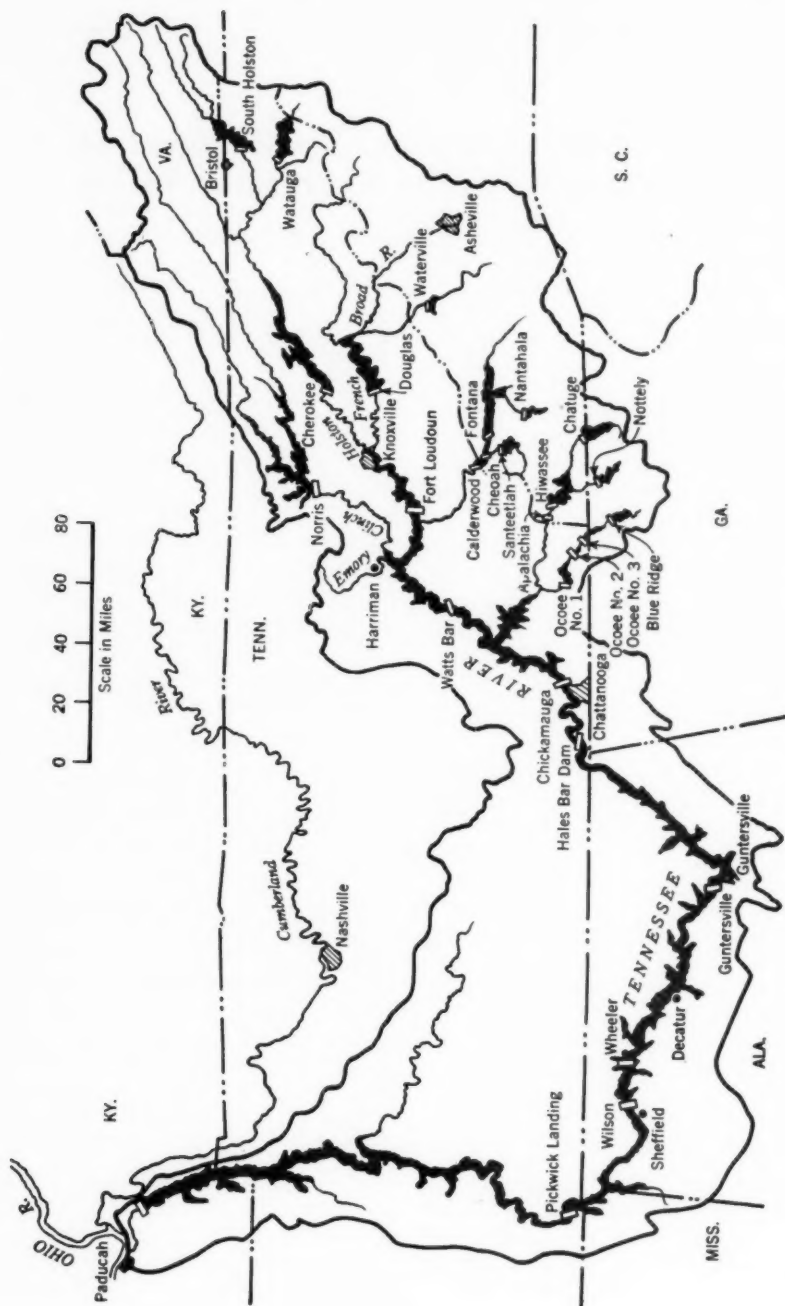 OHIO
R.
Paducah
KY.
KY.
TENN.
VA.
Scale in Miles
0 20 40 60 80
River
Cumberland
Nashville
Bristol
South Holston
Watauga
Cherokee
Holston
French
Broad
R.
Norris
Clinch
Emory
Harriman
Knoxville
Douglas
Waterville
Asheville
Fort Loudoun
Watts Bar
RIVER
Calderwood
Cheoah
Santeetlah
Fontana
Nantahala
Apalachia
Hiwassee
Chatuge
Nottely
Ocoee
No. 1
Ocoee No. 2
Ocoee No. 3
Blue Ridge
Chickamauga
Hales Bar Dam
Chattanooga
S. C.
GA.
Pickwick Landing
Wilson
Sheffield
Wheeler
Decatur
TENNESSEE
Guntersville
Guntersville
MISS.
ALA.